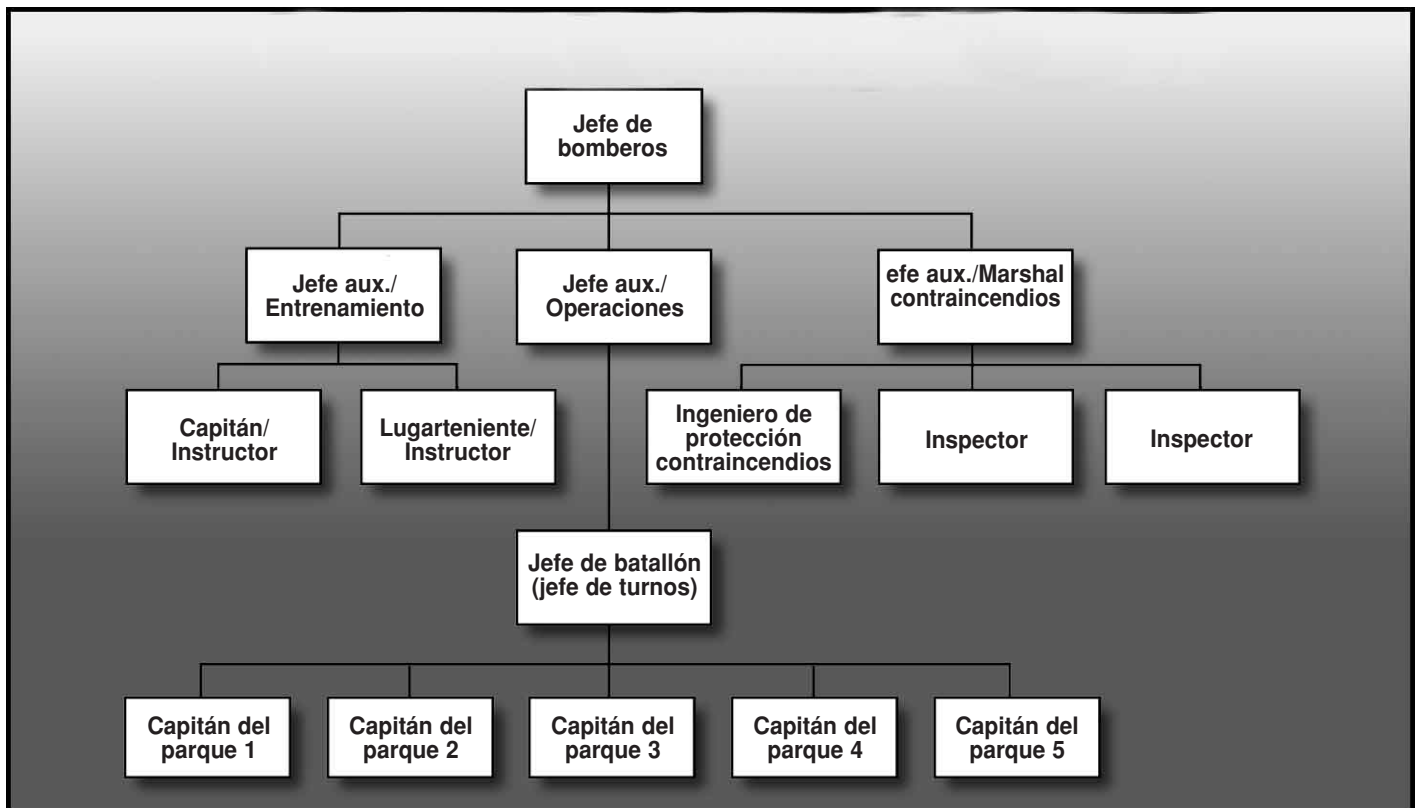 Jefe de
bomberos
Jefe aux./
Entrenamiento
Jefe aux./
Operaciones
efe aux./Marshal
contraincendios
Capitán/
Instructor
Lugarteniente/
Instructor
Ingeniero de
protección
contraincendios
Inspector
Inspector
Jefe de batallón
(jefe de turnos)
Capitán del
parque 1
Capitán del
parque 2
Capitán del
parque 3
Capitán del
parque 4
Capitán del
parque 5